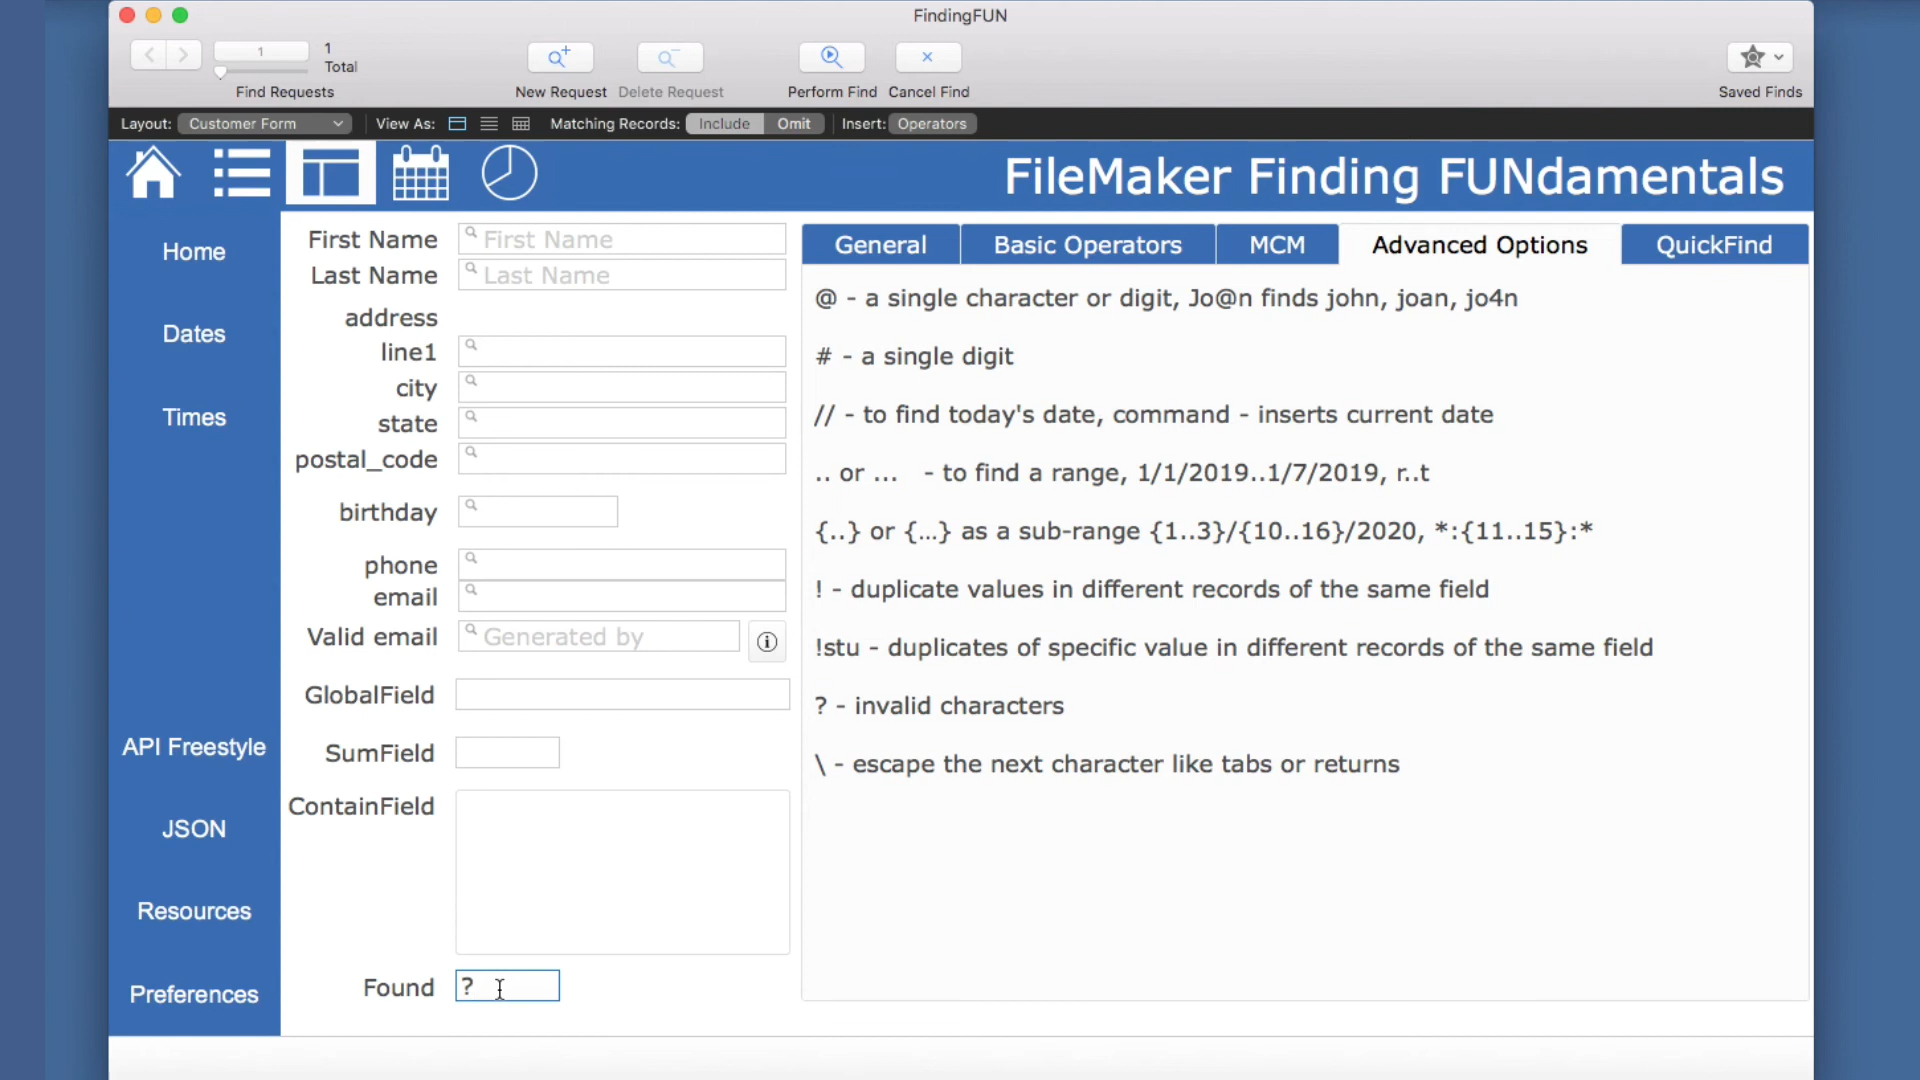 FindingFUN
1
1
Total
Find Requests
New Request
Delete Request
Perform Find
Cancel Find
Saved Finds
Layout: Customer Form View As: Matching Records: Include Omit Insert: Operators
FileMaker Finding FUNdamentals
Home
Dates
Times
API Freestyle
JSON
Resources
Preferences
First Name First Name
Last Name Last Name
address
line1
city
state
postal_code
birthday
phone
email
Valid email Generated by
GlobalField
SumField
ContainField
Found ?
General Basic Operators MCM Advanced Options QuickFind
@ - a single character or digit, Jo@n finds john, joan, jo4n
# - a single digit
// - to find today's date, command - inserts current date
.. or ... - to find a range, 1/1/2019..1/7/2019, r..t
{..} or {...} as a sub-range {1..3}/{10..16}/2020, *:{11..15}:*
! - duplicate values in different records of the same field
!stu - duplicates of specific value in different records of the same field
? - invalid characters
\ - escape the next character like tabs or returns